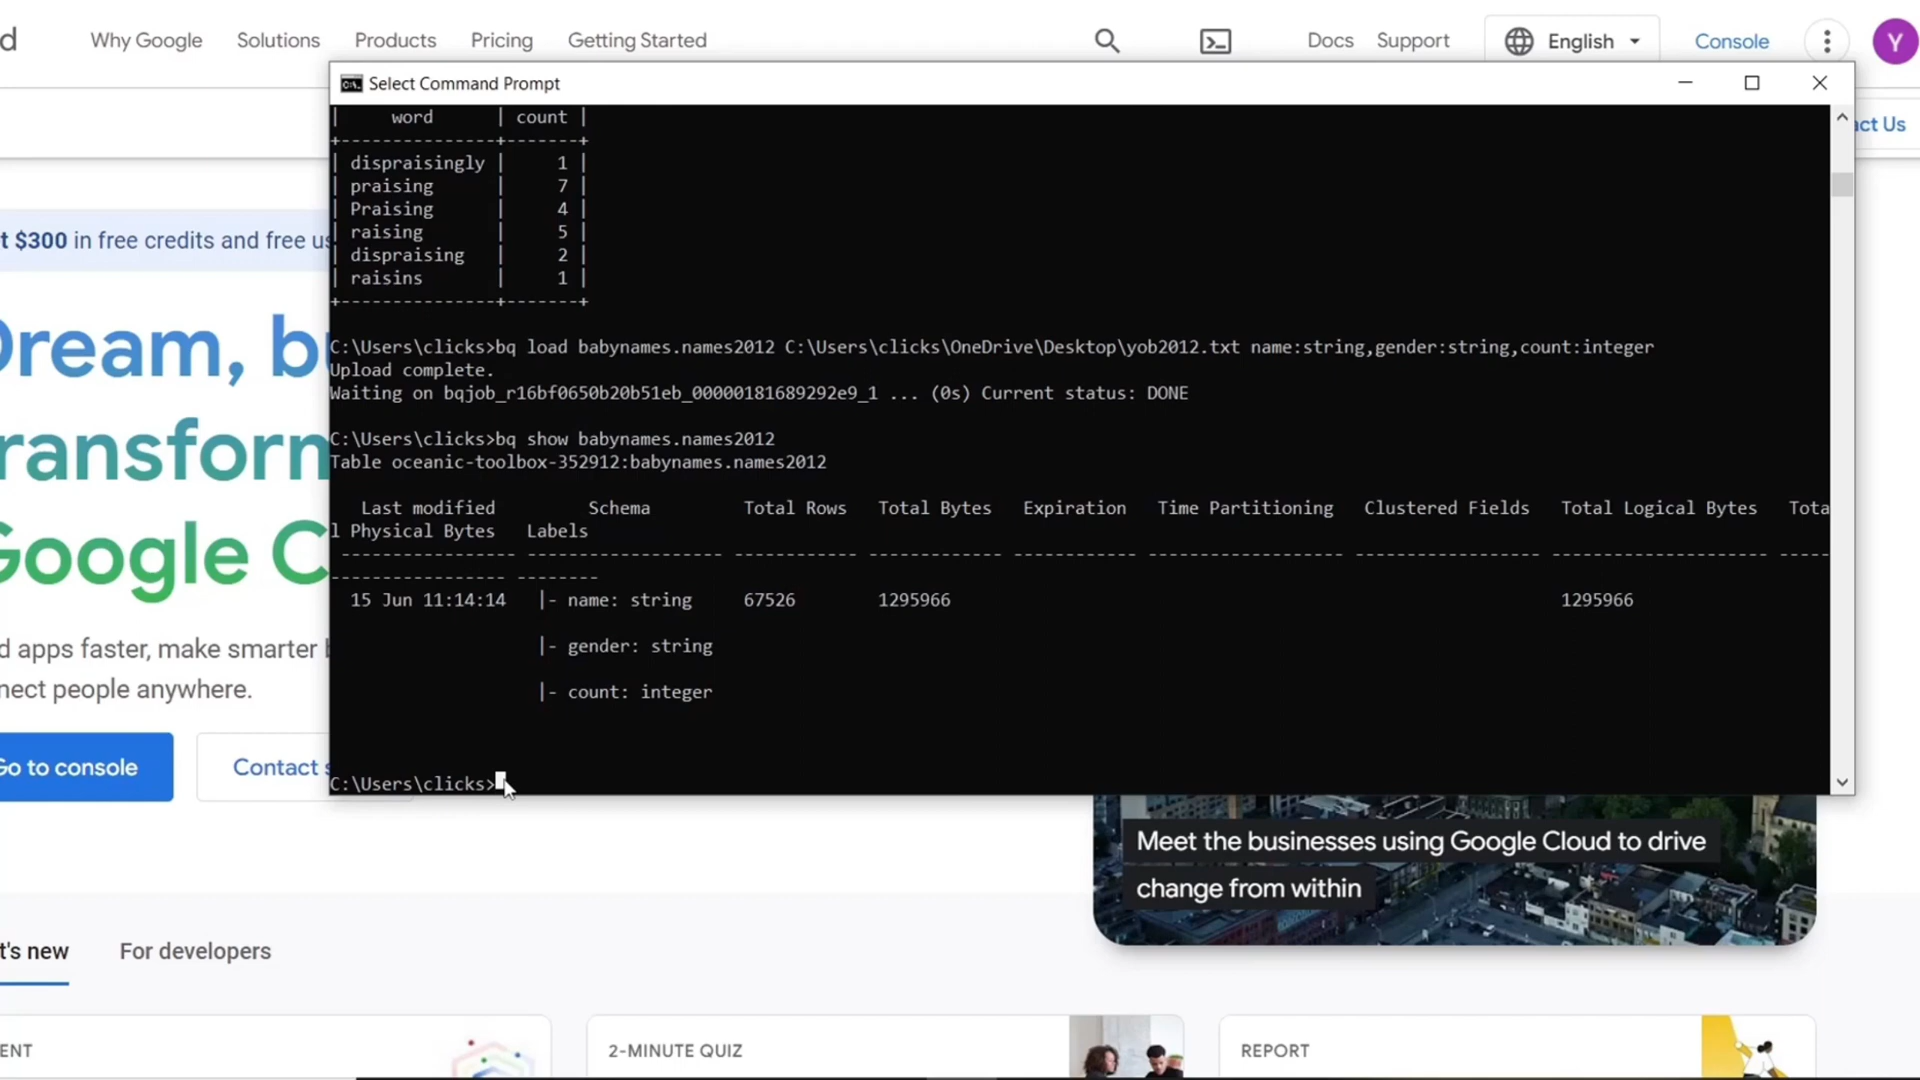 d
Why Google
Solutions
Products
Pricing
Getting Started
Docs
Support
English
Console
Y
Select Command Prompt
act Us
| word | count |
+---------------+-------+
| dispraisingly | 1 |
| praising | 7 |
| Praising | 4 |
| raising | 5 |
| dispraising | 2 |
| raisins | 1 |
+---------------+-------+
t $300 in free credits and free us
C:\Users\clicks>bq load babynames.names2012 C:\Users\clicks\OneDrive\Desktop\yob2012.txt name:string,gender:string,count:integer
Upload complete.
Waiting on bqjob_r16bf0650b20b51eb_00000181689292e9_1 ... (0s) Current status: DONE
C:\Users\clicks>bq show babynames.names2012
Table oceanic-toolbox-352912:babynames.names2012
Last modified Schema Total Rows Total Bytes Expiration Time Partitioning Clustered Fields Total Logical Bytes Tota
l Physical Bytes Labels
----------------- ------------------- ------------ ------------- ------------ ------------------- ------------------ --------------------- -----
----------------- --------
15 Jun 11:14:14 |- name: string 67526 1295966 1295966
|- gender: string
|- count: integer
C:\Users\clicks>
Dream, bu
ransform
Google C
d apps faster, make smarter b
nnect people anywhere.
Go to console
Contact s
Meet the businesses using Google Cloud to drive
change from within
t's new
For developers
ENT
2-MINUTE QUIZ
REPORT